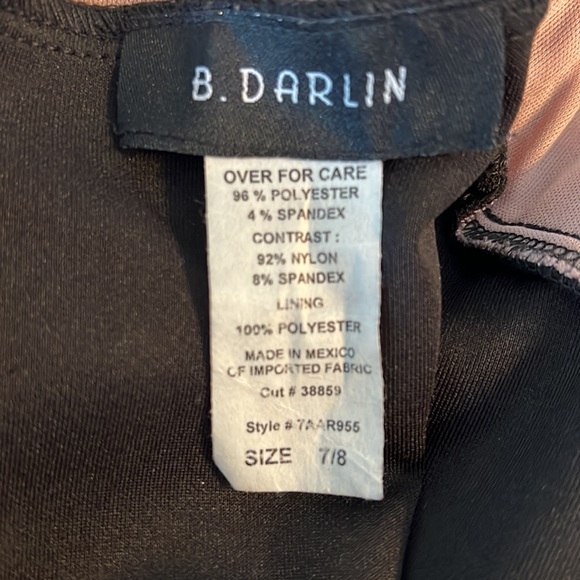 B. DARLIN
OVER FOR CARE
96 % POLYESTER
4 % SPANDEX
CONTRAST :
92% NYLON
8% SPANDEX
LINING
100% POLYESTER
MADE IN MEXICO
OF IMPORTED FABRIC
Cut # 38859
Style # 7AAR955
SIZE 7/8